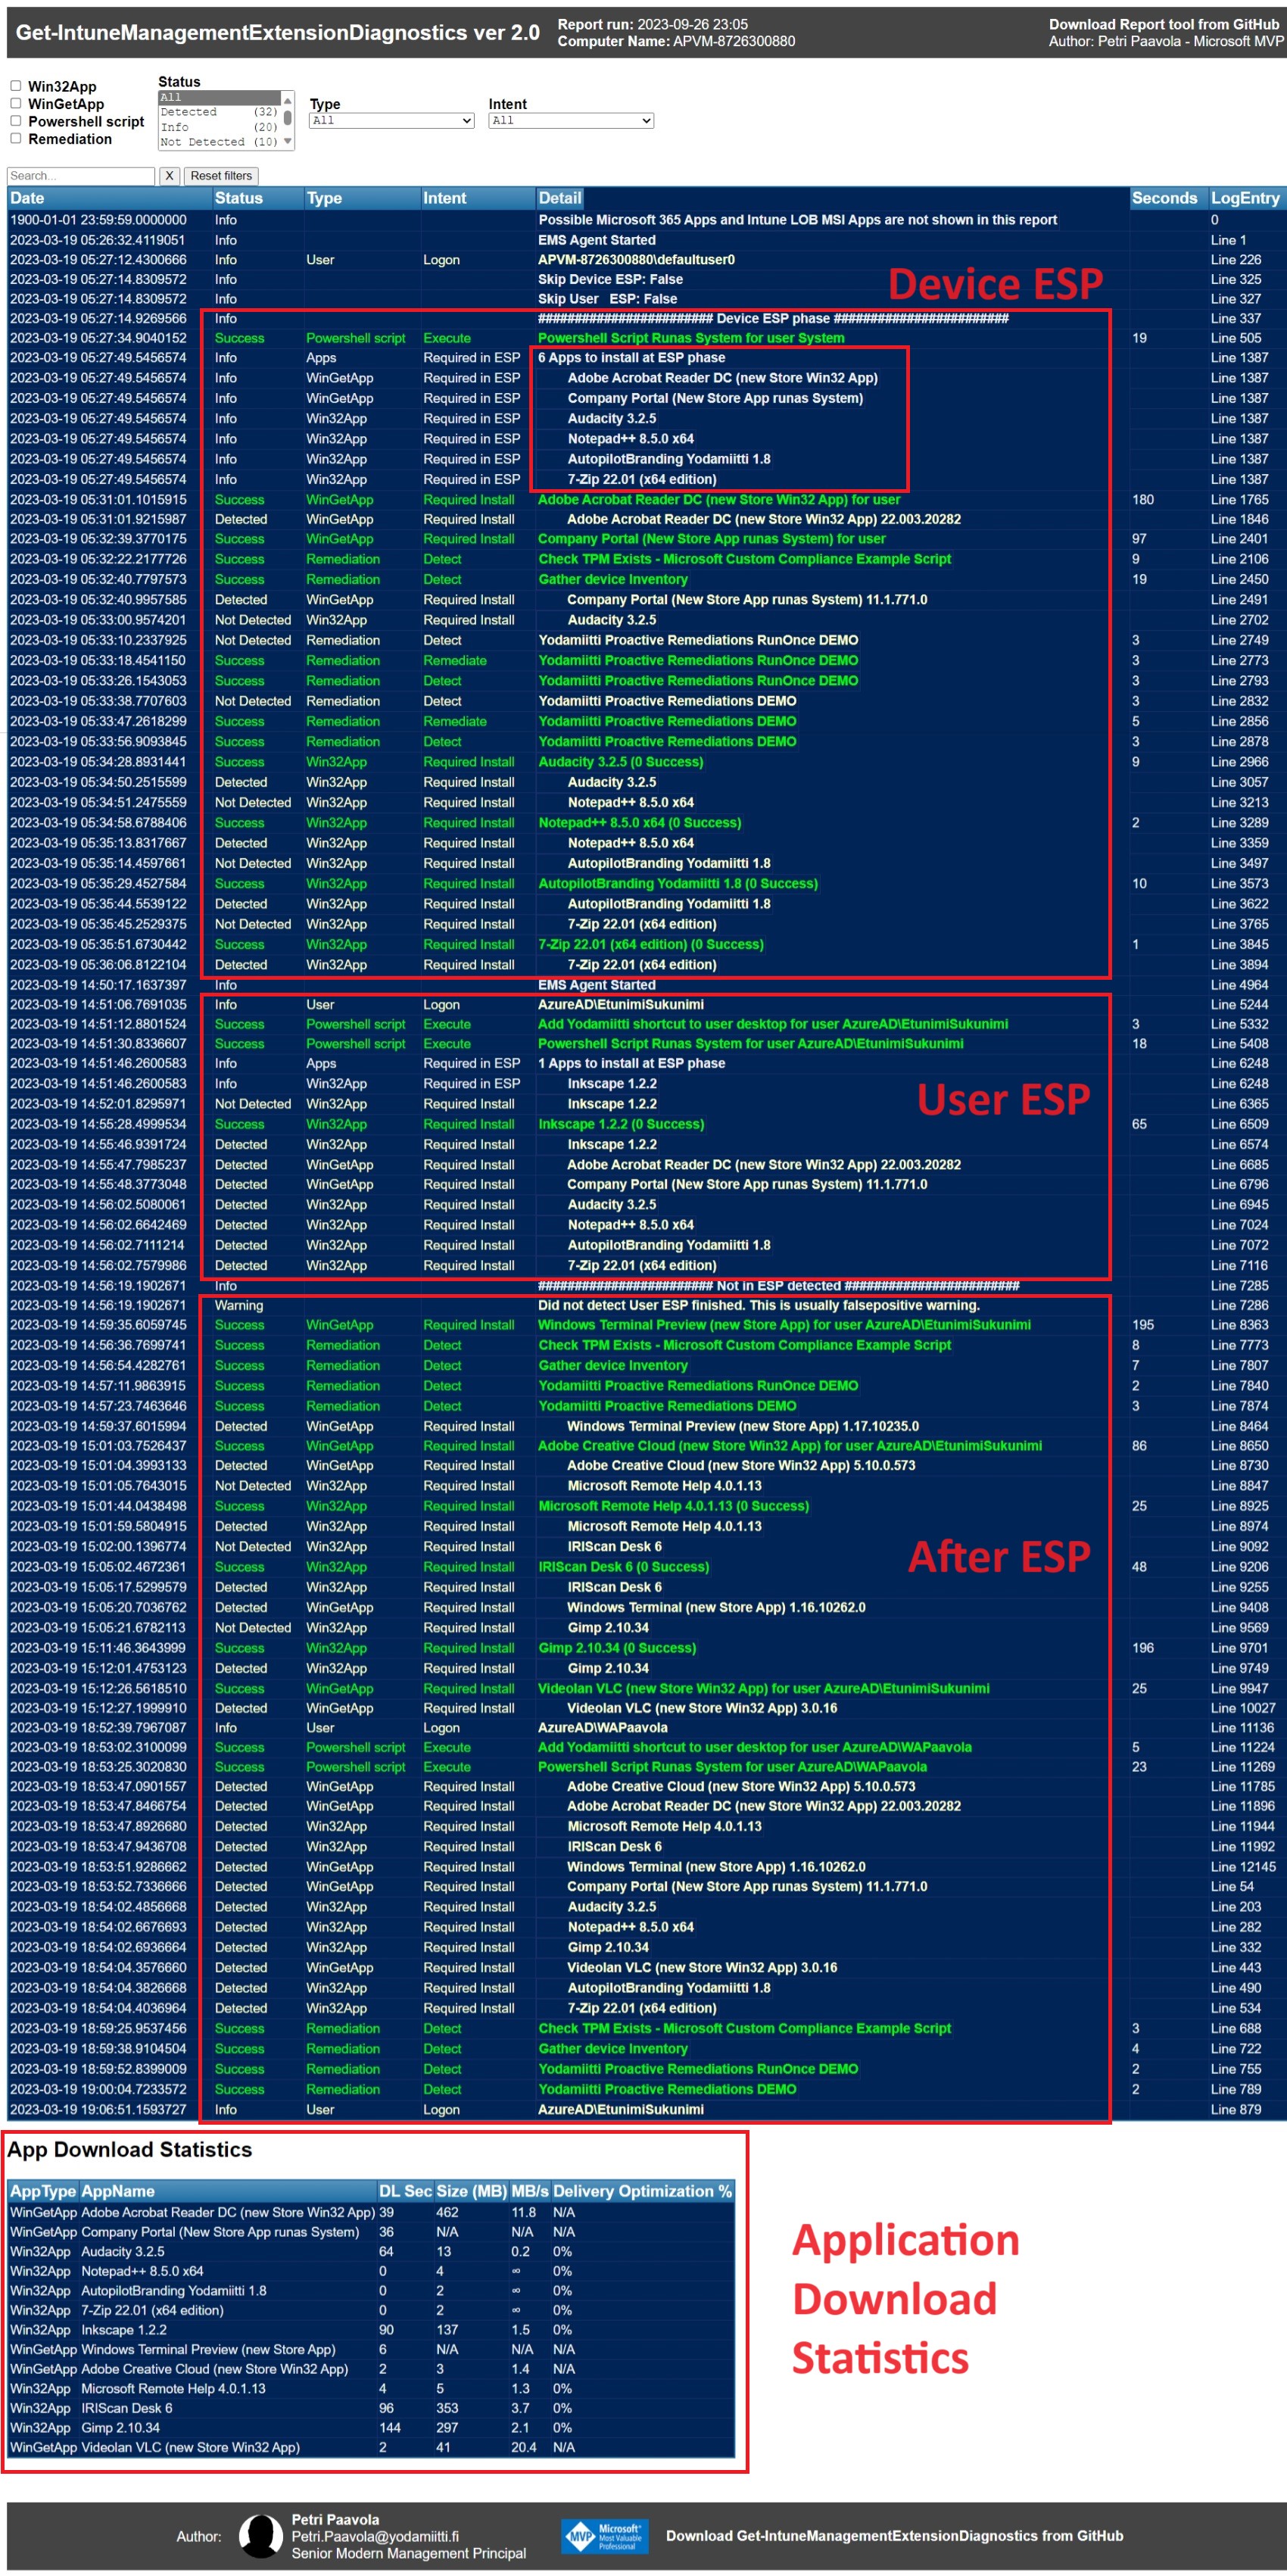 Get-IntuneManagementExtensionDiagnostics ver 2.0
Report run: 2023-09-26 23:05
Computer Name: APVM-8726300880
Download Report tool from GitHub
Author: Petri Paavola - Microsoft MVP
Win32App
WinGetApp
Powershell script
Remediation
Status
All
Detected (32)
Info (20)
Not Detected (10)
Type
All
Intent
All
Search...
X
Reset filters
Date Status Type Intent Detail Seconds LogEntry
1900-01-01 23:59:59.0000000 Info Possible Microsoft 365 Apps and Intune LOB MSI Apps are not shown in this report 0
2023-03-19 05:26:32.4119051 Info EMS Agent Started Line 1
2023-03-19 05:27:12.4300666 Info User Logon APVM-8726300880\defaultuser0 Line 226
2023-03-19 05:27:14.8309572 Info Skip Device ESP: False Line 325
Device ESP
2023-03-19 05:27:14.8309572 Info Skip User ESP: False Line 327
2023-03-19 05:27:14.9269566 Info ######################## Device ESP phase ######################## Line 337
2023-03-19 05:27:34.9040152 Success Powershell script Execute Powershell Script Runas System for user System 19 Line 505
2023-03-19 05:27:49.5456574 Info Apps Required in ESP 6 Apps to install at ESP phase Line 1387
2023-03-19 05:27:49.5456574 Info WinGetApp Required in ESP Adobe Acrobat Reader DC (new Store Win32 App) Line 1387
2023-03-19 05:27:49.5456574 Info WinGetApp Required in ESP Company Portal (New Store App runas System) Line 1387
2023-03-19 05:27:49.5456574 Info Win32App Required in ESP Audacity 3.2.5 Line 1387
2023-03-19 05:27:49.5456574 Info Win32App Required in ESP Notepad++ 8.5.0 x64 Line 1387
2023-03-19 05:27:49.5456574 Info Win32App Required in ESP AutopilotBranding Yodamiitti 1.8 Line 1387
2023-03-19 05:27:49.5456574 Info Win32App Required in ESP 7-Zip 22.01 (x64 edition) Line 1387
2023-03-19 05:31:01.1015915 Success WinGetApp Required Install Adobe Acrobat Reader DC (new Store Win32 App) for user 180 Line 1765
2023-03-19 05:31:01.9215987 Detected WinGetApp Required Install Adobe Acrobat Reader DC (new Store Win32 App) 22.003.20282 Line 1846
2023-03-19 05:32:39.3770175 Success WinGetApp Required Install Company Portal (New Store App runas System) for user 97 Line 2401
2023-03-19 05:32:22.2177726 Success Remediation Detect Check TPM Exists - Microsoft Custom Compliance Example Script 9 Line 2106
2023-03-19 05:32:40.7797573 Success Remediation Detect Gather device Inventory 19 Line 2450
2023-03-19 05:32:40.9957585 Detected WinGetApp Required Install Company Portal (New Store App runas System) 11.1.771.0 Line 2491
2023-03-19 05:33:00.9574201 Not Detected Win32App Required Install Audacity 3.2.5 Line 2702
2023-03-19 05:33:10.2337925 Not Detected Remediation Detect Yodamiitti Proactive Remediations RunOnce DEMO 3 Line 2749
2023-03-19 05:33:18.4541150 Success Remediation Remediate Yodamiitti Proactive Remediations RunOnce DEMO 3 Line 2773
2023-03-19 05:33:26.1543053 Success Remediation Detect Yodamiitti Proactive Remediations RunOnce DEMO 3 Line 2793
2023-03-19 05:33:38.7707603 Not Detected Remediation Detect Yodamiitti Proactive Remediations DEMO 3 Line 2832
2023-03-19 05:33:47.2618299 Success Remediation Remediate Yodamiitti Proactive Remediations DEMO 5 Line 2856
2023-03-19 05:33:56.9093845 Success Remediation Detect Yodamiitti Proactive Remediations DEMO 3 Line 2878
2023-03-19 05:34:28.8931441 Success Win32App Required Install Audacity 3.2.5 (0 Success) 9 Line 2966
2023-03-19 05:34:50.2515599 Detected Win32App Required Install Audacity 3.2.5 Line 3057
2023-03-19 05:34:51.2475559 Not Detected Win32App Required Install Notepad++ 8.5.0 x64 Line 3213
2023-03-19 05:34:58.6788406 Success Win32App Required Install Notepad++ 8.5.0 x64 (0 Success) 2 Line 3289
2023-03-19 05:35:13.8317667 Detected Win32App Required Install Notepad++ 8.5.0 x64 Line 3359
2023-03-19 05:35:14.4597661 Not Detected Win32App Required Install AutopilotBranding Yodamiitti 1.8 Line 3497
2023-03-19 05:35:29.4527584 Success Win32App Required Install AutopilotBranding Yodamiitti 1.8 (0 Success) 10 Line 3573
2023-03-19 05:35:44.5539122 Detected Win32App Required Install AutopilotBranding Yodamiitti 1.8 Line 3622
2023-03-19 05:35:45.2529375 Not Detected Win32App Required Install 7-Zip 22.01 (x64 edition) Line 3765
2023-03-19 05:35:51.6730442 Success Win32App Required Install 7-Zip 22.01 (x64 edition) (0 Success) 1 Line 3845
2023-03-19 05:36:06.8122104 Detected Win32App Required Install 7-Zip 22.01 (x64 edition) Line 3894
2023-03-19 14:50:17.1637397 Info EMS Agent Started Line 4964
2023-03-19 14:51:06.7691035 Info User Logon AzureAD\EtunimiSukunimi Line 5244
2023-03-19 14:51:12.8801524 Success Powershell script Execute Add Yodamiitti shortcut to user desktop for user AzureAD\EtunimiSukunimi 3 Line 5332
2023-03-19 14:51:30.8336607 Success Powershell script Execute Powershell Script Runas System for user AzureAD\EtunimiSukunimi 18 Line 5408
2023-03-19 14:51:46.2600583 Info Apps Required in ESP 1 Apps to install at ESP phase Line 6248
2023-03-19 14:51:46.2600583 Info Win32App Required in ESP Inkscape 1.2.2 Line 6248
User ESP
2023-03-19 14:52:01.8295971 Not Detected Win32App Required Install Inkscape 1.2.2 Line 6365
2023-03-19 14:55:28.4999534 Success Win32App Required Install Inkscape 1.2.2 (0 Success) 65 Line 6509
2023-03-19 14:55:46.9391724 Detected Win32App Required Install Inkscape 1.2.2 Line 6574
2023-03-19 14:55:47.7985237 Detected WinGetApp Required Install Adobe Acrobat Reader DC (new Store Win32 App) 22.003.20282 Line 6685
2023-03-19 14:55:48.3773048 Detected WinGetApp Required Install Company Portal (New Store App runas System) 11.1.771.0 Line 6796
2023-03-19 14:56:02.5080061 Detected Win32App Required Install Audacity 3.2.5 Line 6945
2023-03-19 14:56:02.6642469 Detected Win32App Required Install Notepad++ 8.5.0 x64 Line 7024
2023-03-19 14:56:02.7111214 Detected Win32App Required Install AutopilotBranding Yodamiitti 1.8 Line 7072
2023-03-19 14:56:02.7579986 Detected Win32App Required Install 7-Zip 22.01 (x64 edition) Line 7116
2023-03-19 14:56:19.1902671 Info ######################## Not in ESP detected ######################## Line 7285
2023-03-19 14:56:19.1902671 Warning Did not detect User ESP finished. This is usually falsepositive warning. Line 7286
2023-03-19 14:59:35.6059745 Success WinGetApp Required Install Windows Terminal Preview (new Store App) for user AzureAD\EtunimiSukunimi 195 Line 8363
2023-03-19 14:56:36.7699741 Success Remediation Detect Check TPM Exists - Microsoft Custom Compliance Example Script 8 Line 7773
2023-03-19 14:56:54.4282761 Success Remediation Detect Gather device Inventory 7 Line 7807
2023-03-19 14:57:11.9863915 Success Remediation Detect Yodamiitti Proactive Remediations RunOnce DEMO 2 Line 7840
2023-03-19 14:57:23.7463646 Success Remediation Detect Yodamiitti Proactive Remediations DEMO 3 Line 7874
2023-03-19 14:59:37.6015994 Detected WinGetApp Required Install Windows Terminal Preview (new Store App) 1.17.10235.0 Line 8464
2023-03-19 15:01:03.7526437 Success WinGetApp Required Install Adobe Creative Cloud (new Store Win32 App) for user AzureAD\EtunimiSukunimi 86 Line 8650
2023-03-19 15:01:04.3993133 Detected WinGetApp Required Install Adobe Creative Cloud (new Store Win32 App) 5.10.0.573 Line 8730
2023-03-19 15:01:05.7643015 Not Detected Win32App Required Install Microsoft Remote Help 4.0.1.13 Line 8847
2023-03-19 15:01:44.0438498 Success Win32App Required Install Microsoft Remote Help 4.0.1.13 (0 Success) 25 Line 8925
2023-03-19 15:01:59.5804915 Detected Win32App Required Install Microsoft Remote Help 4.0.1.13 Line 8974
2023-03-19 15:02:00.1396774 Not Detected Win32App Required Install IRIScan Desk 6 Line 9092
After ESP
2023-03-19 15:05:02.4672361 Success Win32App Required Install IRIScan Desk 6 (0 Success) 48 Line 9206
2023-03-19 15:05:17.5299579 Detected Win32App Required Install IRIScan Desk 6 Line 9255
2023-03-19 15:05:20.7036762 Detected WinGetApp Required Install Windows Terminal (new Store App) 1.16.10262.0 Line 9408
2023-03-19 15:05:21.6782113 Not Detected Win32App Required Install Gimp 2.10.34 Line 9569
2023-03-19 15:11:46.3643999 Success Win32App Required Install Gimp 2.10.34 (0 Success) 196 Line 9701
2023-03-19 15:12:01.4753123 Detected Win32App Required Install Gimp 2.10.34 Line 9749
2023-03-19 15:12:26.5618510 Success WinGetApp Required Install Videolan VLC (new Store Win32 App) for user AzureAD\EtunimiSukunimi 25 Line 9947
2023-03-19 15:12:27.1999910 Detected WinGetApp Required Install Videolan VLC (new Store Win32 App) 3.0.16 Line 10027
2023-03-19 18:52:39.7967087 Info User Logon AzureAD\WAPaavola Line 11136
2023-03-19 18:53:02.3100099 Success Powershell script Execute Add Yodamiitti shortcut to user desktop for user AzureAD\WAPaavola 5 Line 11224
2023-03-19 18:53:25.3020830 Success Powershell script Execute Powershell Script Runas System for user AzureAD\WAPaavola 23 Line 11269
2023-03-19 18:53:47.0901557 Detected WinGetApp Required Install Adobe Creative Cloud (new Store Win32 App) 5.10.0.573 Line 11785
2023-03-19 18:53:47.8466754 Detected WinGetApp Required Install Adobe Acrobat Reader DC (new Store Win32 App) 22.003.20282 Line 11896
2023-03-19 18:53:47.8926680 Detected Win32App Required Install Microsoft Remote Help 4.0.1.13 Line 11944
2023-03-19 18:53:47.9436708 Detected Win32App Required Install IRIScan Desk 6 Line 11992
2023-03-19 18:53:51.9286662 Detected WinGetApp Required Install Windows Terminal (new Store App) 1.16.10262.0 Line 12145
2023-03-19 18:53:52.7336666 Detected WinGetApp Required Install Company Portal (New Store App runas System) 11.1.771.0 Line 54
2023-03-19 18:54:02.4856668 Detected Win32App Required Install Audacity 3.2.5 Line 203
2023-03-19 18:54:02.6676693 Detected Win32App Required Install Notepad++ 8.5.0 x64 Line 282
2023-03-19 18:54:02.6936664 Detected Win32App Required Install Gimp 2.10.34 Line 332
2023-03-19 18:54:04.3576660 Detected WinGetApp Required Install Videolan VLC (new Store Win32 App) 3.0.16 Line 443
2023-03-19 18:54:04.3826668 Detected Win32App Required Install AutopilotBranding Yodamiitti 1.8 Line 490
2023-03-19 18:54:04.4036964 Detected Win32App Required Install 7-Zip 22.01 (x64 edition) Line 534
2023-03-19 18:59:25.9537456 Success Remediation Detect Check TPM Exists - Microsoft Custom Compliance Example Script 3 Line 688
2023-03-19 18:59:38.9104504 Success Remediation Detect Gather device Inventory 4 Line 722
2023-03-19 18:59:52.8399009 Success Remediation Detect Yodamiitti Proactive Remediations RunOnce DEMO 2 Line 755
2023-03-19 19:00:04.7233572 Success Remediation Detect Yodamiitti Proactive Remediations DEMO 2 Line 789
2023-03-19 19:06:51.1593727 Info User Logon AzureAD\EtunimiSukunimi Line 879
App Download Statistics
AppType AppName DL Sec Size (MB) MB/s Delivery Optimization %
WinGetApp Adobe Acrobat Reader DC (new Store Win32 App) 39 462 11.8 N/A
WinGetApp Company Portal (New Store App runas System) 36 N/A N/A N/A
Win32App Audacity 3.2.5 64 13 0.2 0%
Win32App Notepad++ 8.5.0 x64 0 4 ∞ 0%
Win32App AutopilotBranding Yodamiitti 1.8 0 2 ∞ 0%
Win32App 7-Zip 22.01 (x64 edition) 0 2 ∞ 0%
Win32App Inkscape 1.2.2 90 137 1.5 0%
WinGetApp Windows Terminal Preview (new Store App) 6 N/A N/A N/A
WinGetApp Adobe Creative Cloud (new Store Win32 App) 2 3 1.4 N/A
Win32App Microsoft Remote Help 4.0.1.13 4 5 1.3 0%
Win32App IRIScan Desk 6 96 353 3.7 0%
Win32App Gimp 2.10.34 144 297 2.1 0%
WinGetApp Videolan VLC (new Store Win32 App) 2 41 20.4 N/A
Application
Download
Statistics
Author:
Petri Paavola
Petri.Paavola@yodamiitti.fi
Senior Modern Management Principal
MVP
Microsoft®
Most Valuable
Professional
Download Get-IntuneManagementExtensionDiagnostics from GitHub